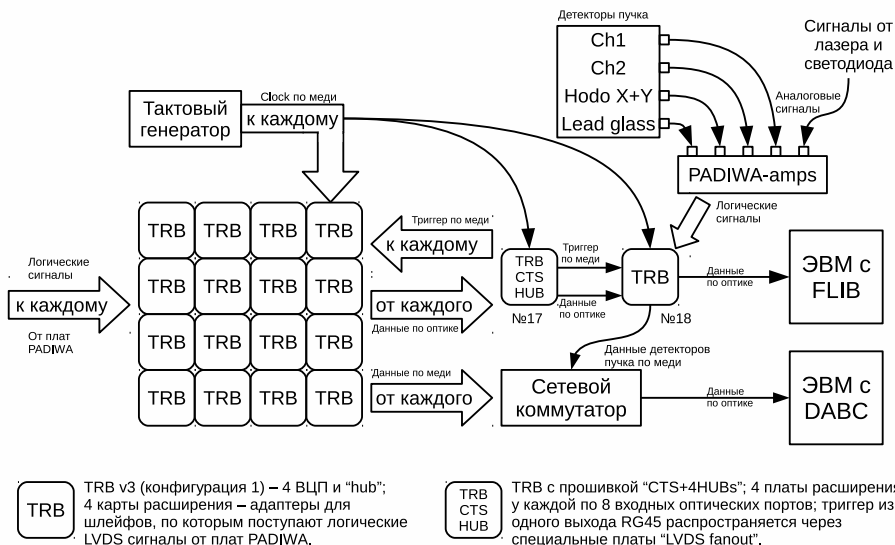 Детекторы пучка
Ch1
Ch2
Hodo X+Y
Lead glass
Сигналы от
лазера и
светодиода
Аналоговые
сигналы
Тактовый
генератор
Clock по меди
к каждому
PADIWA-amps
Логические
сигналы
TRB TRB TRB TRB
TRB TRB TRB TRB
TRB TRB TRB TRB
TRB TRB TRB TRB
Логические
сигналы
к каждому
От плат
PADIWA
Триггер по меди
к каждому
от каждого
Данные по оптике
Данные по меди
от каждого
TRB
CTS
HUB
№17
Триггер
по меди
Данные
по оптике
TRB
№18
Данные
по оптике
ЭВМ с
FLIB
Данные детекторов
пучка по меди
Сетевой
коммутатор
Данные
по оптике
ЭВМ с
DABC
TRB
TRB v3 (конфигурация 1) – 4 ВЦП и “hub”;
4 карты расширения – адаптеры для
шлейфов, по которым поступают логические
LVDS сигналы от плат PADIWA.
TRB
CTS
HUB
TRB с прошивкой “CTS+4HUBs”; 4 платы расширения
у каждой по 8 входных оптических портов; триггер из
одного выхода RG45 распространяется через
специальные платы “LVDS fanout”.